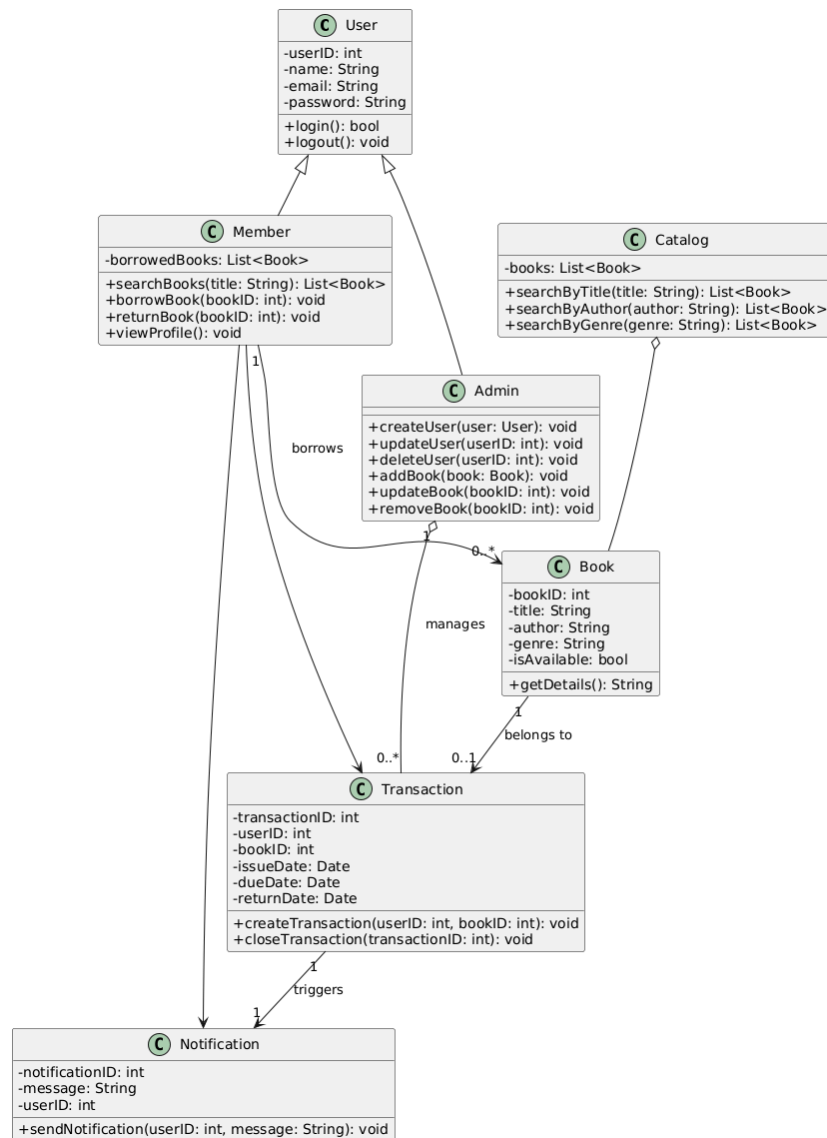 C User
-userID: int
-name: String
-email: String
-password: String
+login(): bool
+logout(): void
C Member
-borrowedBooks: List<Book>
+searchBooks(title: String): List<Book>
+borrowBook(bookID: int): void
+returnBook(bookID: int): void
+viewProfile(): void
C Catalog
-books: List<Book>
+searchByTitle(title: String): List<Book>
+searchByAuthor(author: String): List<Book>
+searchByGenre(genre: String): List<Book>
1
borrows
0..*
C Admin
+createUser(user: User): void
+updateUser(userID: int): void
+deleteUser(userID: int): void
+addBook(book: Book): void
+updateBook(bookID: int): void
+removeBook(bookID: int): void
1
manages
0..*
C Book
-bookID: int
-title: String
-author: String
-genre: String
-isAvailable: bool
+getDetails(): String
1
belongs to
0..1
C Transaction
-transactionID: int
-userID: int
-bookID: int
-issueDate: Date
-dueDate: Date
-returnDate: Date
+createTransaction(userID: int, bookID: int): void
+closeTransaction(transactionID: int): void
1
triggers
1
C Notification
-notificationID: int
-message: String
-userID: int
+sendNotification(userID: int, message: String): void